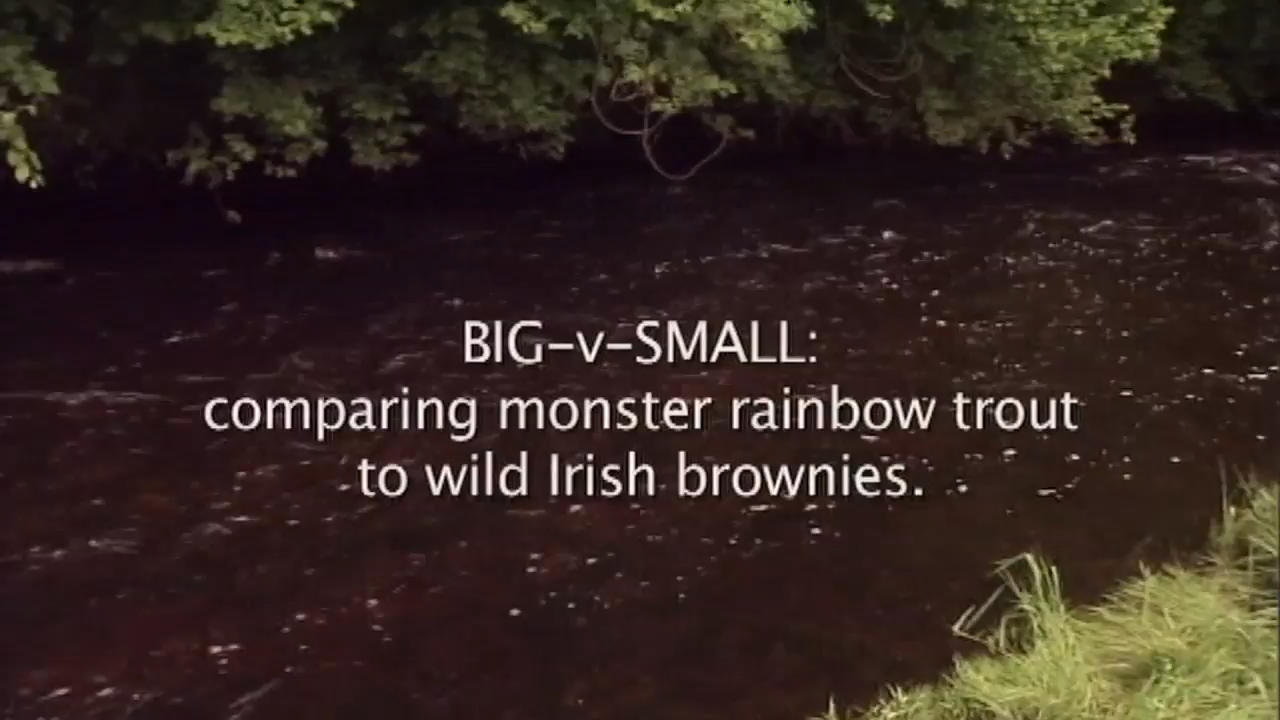 BIG-v-SMALL:
comparing monster rainbow trout
to wild Irish brownies.